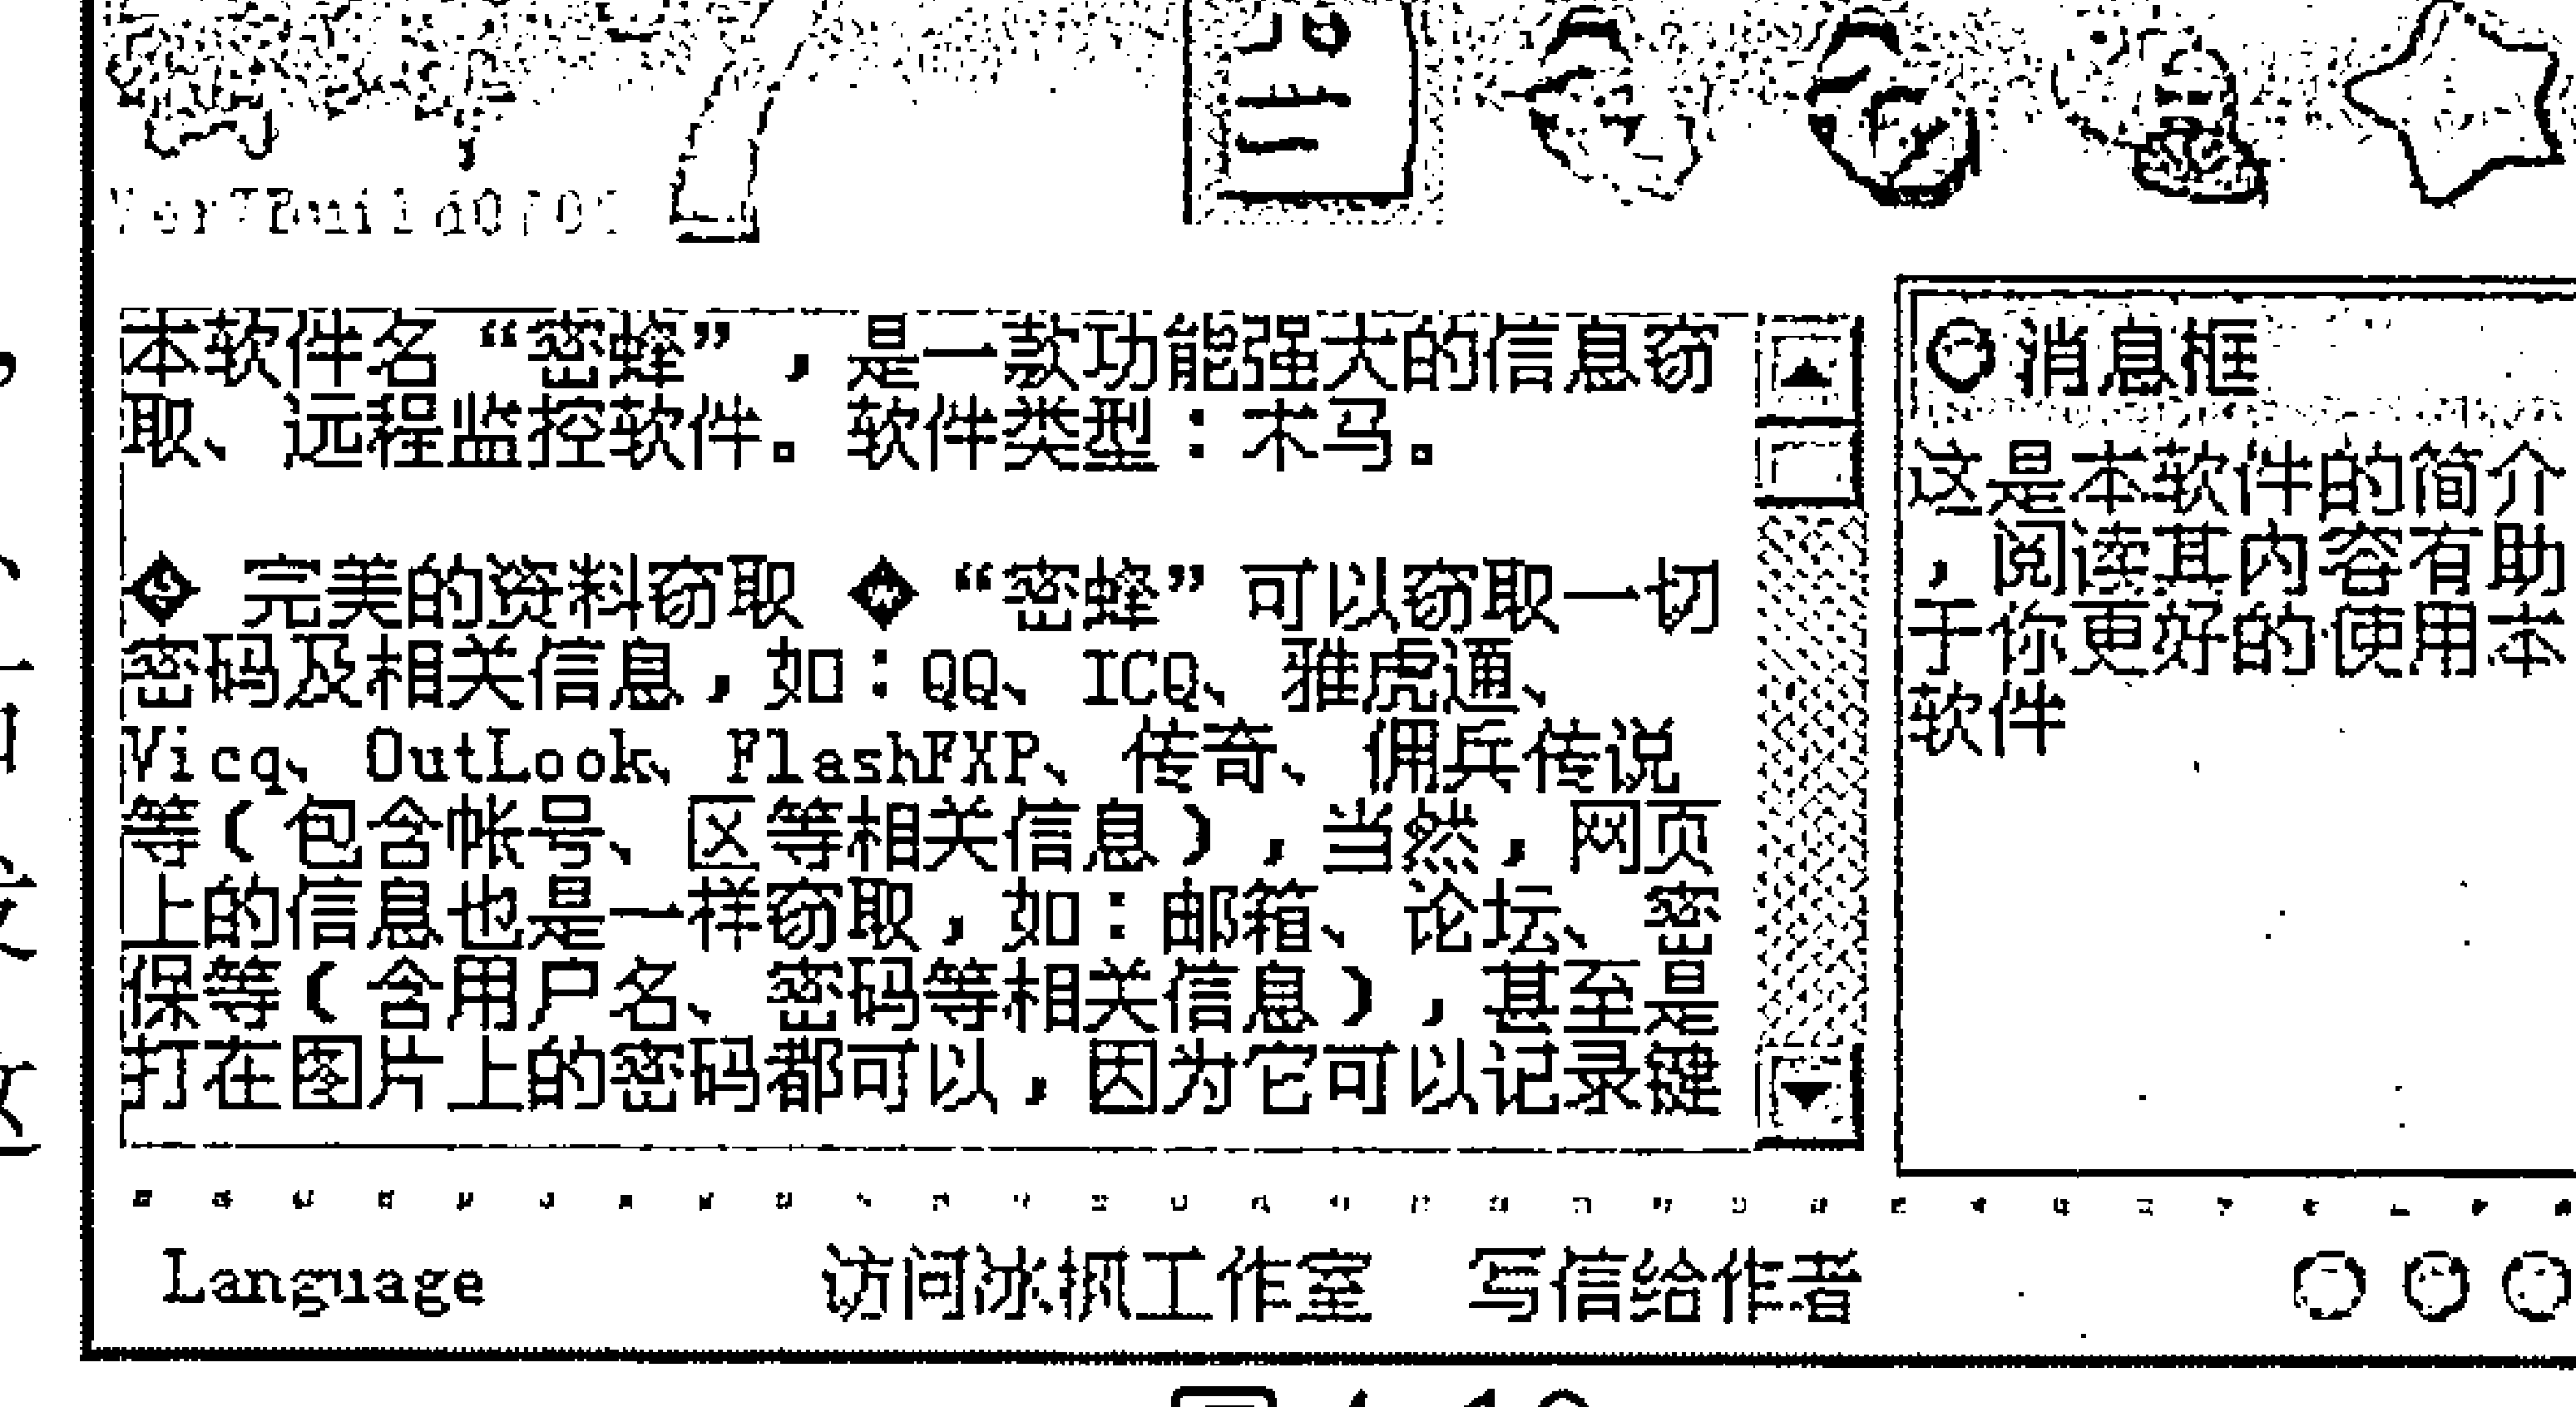 本软件名“密蜂”，是一款功能强大的信息窃
取、远程监控软件。软件类型：木马。
完美的资料窃取 “密蜂”可以窃取一切
密码及相关信息，如：QQ、ICQ、雅虎通、
Vicq、OutLook、FlashFXP、传奇、佣兵传说
等(包含帐号、区等相关信息)，当然，网页
上的信息也是一样窃取，如：邮箱、论坛、密
保等(含用户名、密码等相关信息)，甚至是
打在图片上的密码都可以，因为它可以记录键
消息框
这是本软件的简介
，阅读其内容有助
于你更好的使用本
软件
Language
访问冰枫工作室 写信给作者